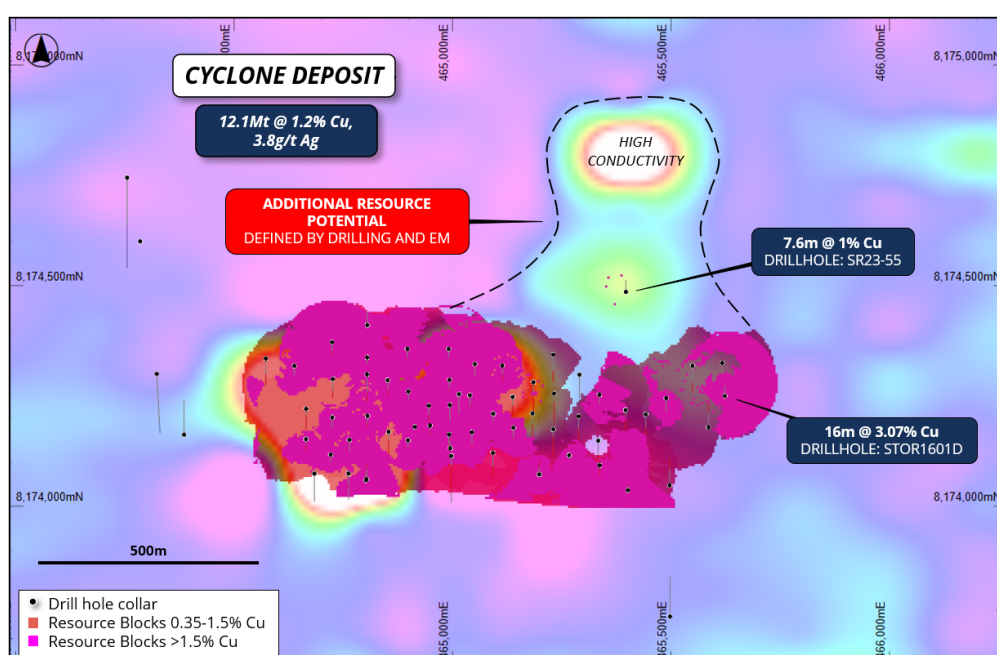 8,175,000mN
465,000mE
465,500mE
466,000mE
8,175,000mN
CYCLONE DEPOSIT
12.1Mt @ 1.2% Cu,
3.8g/t Ag
HIGH
CONDUCTIVITY
ADDITIONAL RESOURCE
POTENTIAL
DEFINED BY DRILLING AND EM
7.6m @ 1% Cu
DRILLHOLE: SR23-55
8,174,500mN
8,174,500mN
16m @ 3.07% Cu
DRILLHOLE: STOR1601D
8,174,000mN
8,174,000mN
500m
Drill hole collar
Resource Blocks 0.35-1.5% Cu
Resource Blocks >1.5% Cu
465,000mE
465,500mE
466,000mE